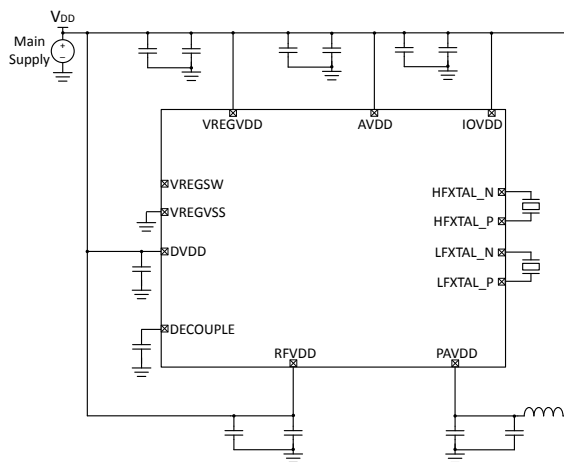 VDD
Main
Supply
+
–
VREGVDD
AVDD
IOVDD
VREGSW
HFXTAL_N
VREGVSS
HFXTAL_P
DVDD
LFXTAL_N
LFXTAL_P
DECOUPLE
RFVDD
PAVDD